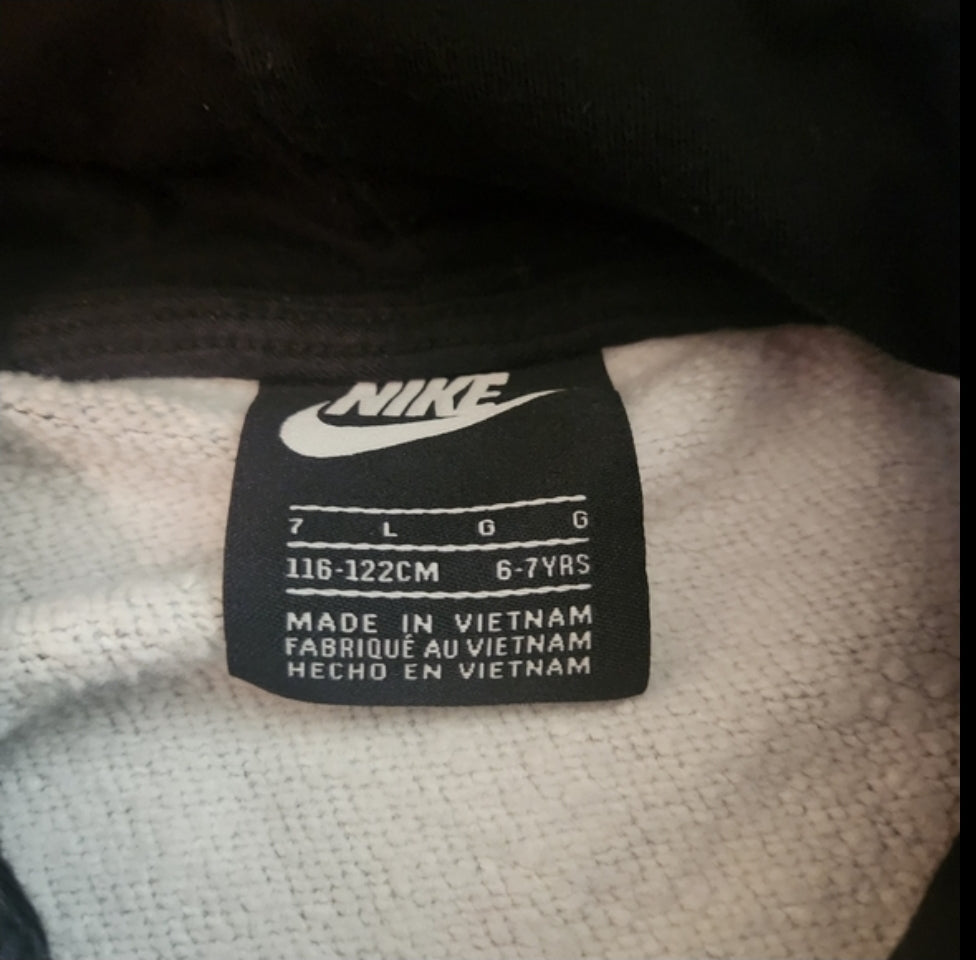 NIKE
7 L G G
116-122CM 6-7YRS
MADE IN VIETNAM
FABRIQUÉ AU VIETNAM
HECHO EN VIETNAM